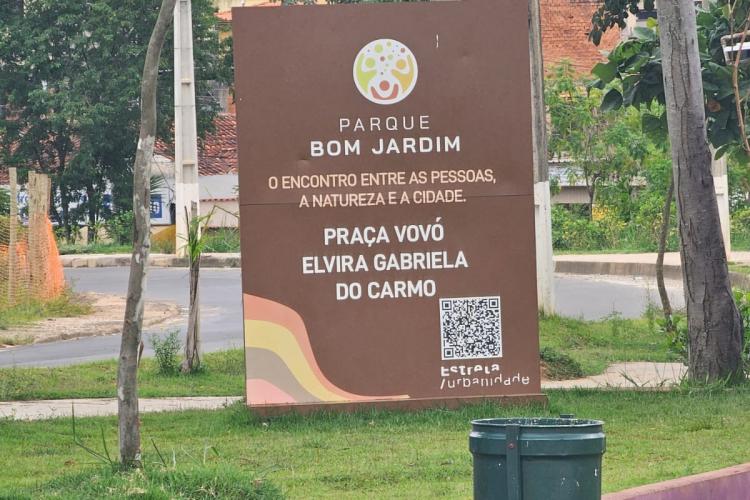 PARQUE
BOM JARDIM
O ENCONTRO ENTRE AS PESSOAS,
A NATUREZA E A CIDADE.
PRAÇA VOVÓ
ELVIRA GABRIELA
DO CARMO
Estrela
/urbanidade